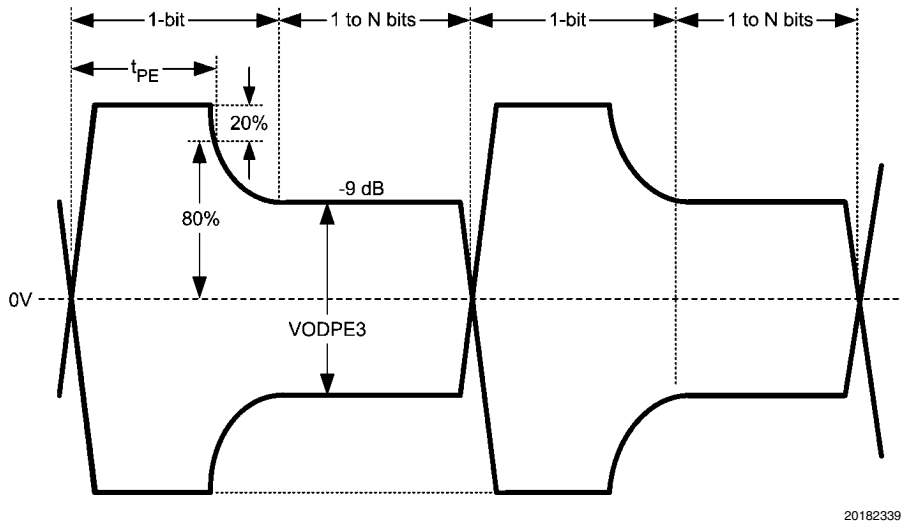 1-bit
1 to N bits
1-bit
1 to N bits
tPE
20%
-9 dB
80%
0V
VODPE3
20182339